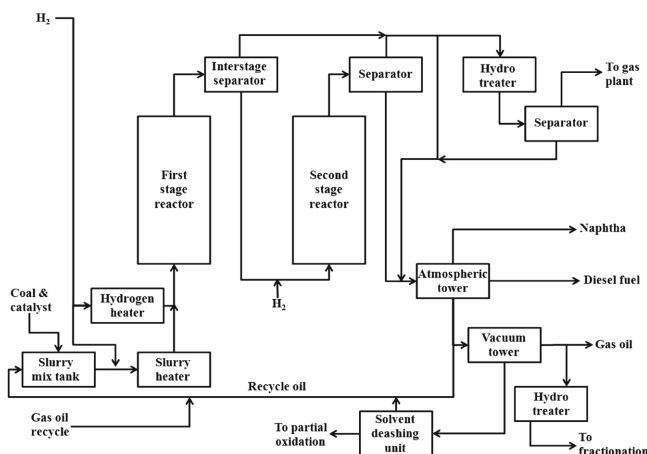 H2
Interstage
separator
Separator
Hydro
treater
To gas
plant
Separator
First
stage
reactor
Second
stage
reactor
Naphtha
Atmospheric
tower
Diesel fuel
Coal &
catalyst
Hydrogen
heater
H2
Slurry
mix tank
Slurry
heater
Vacuum
tower
Gas oil
Recycle oil
Gas oil
recycle
To partial
oxidation
Solvent
deashing
unit
Hydro
treater
To
fractionation